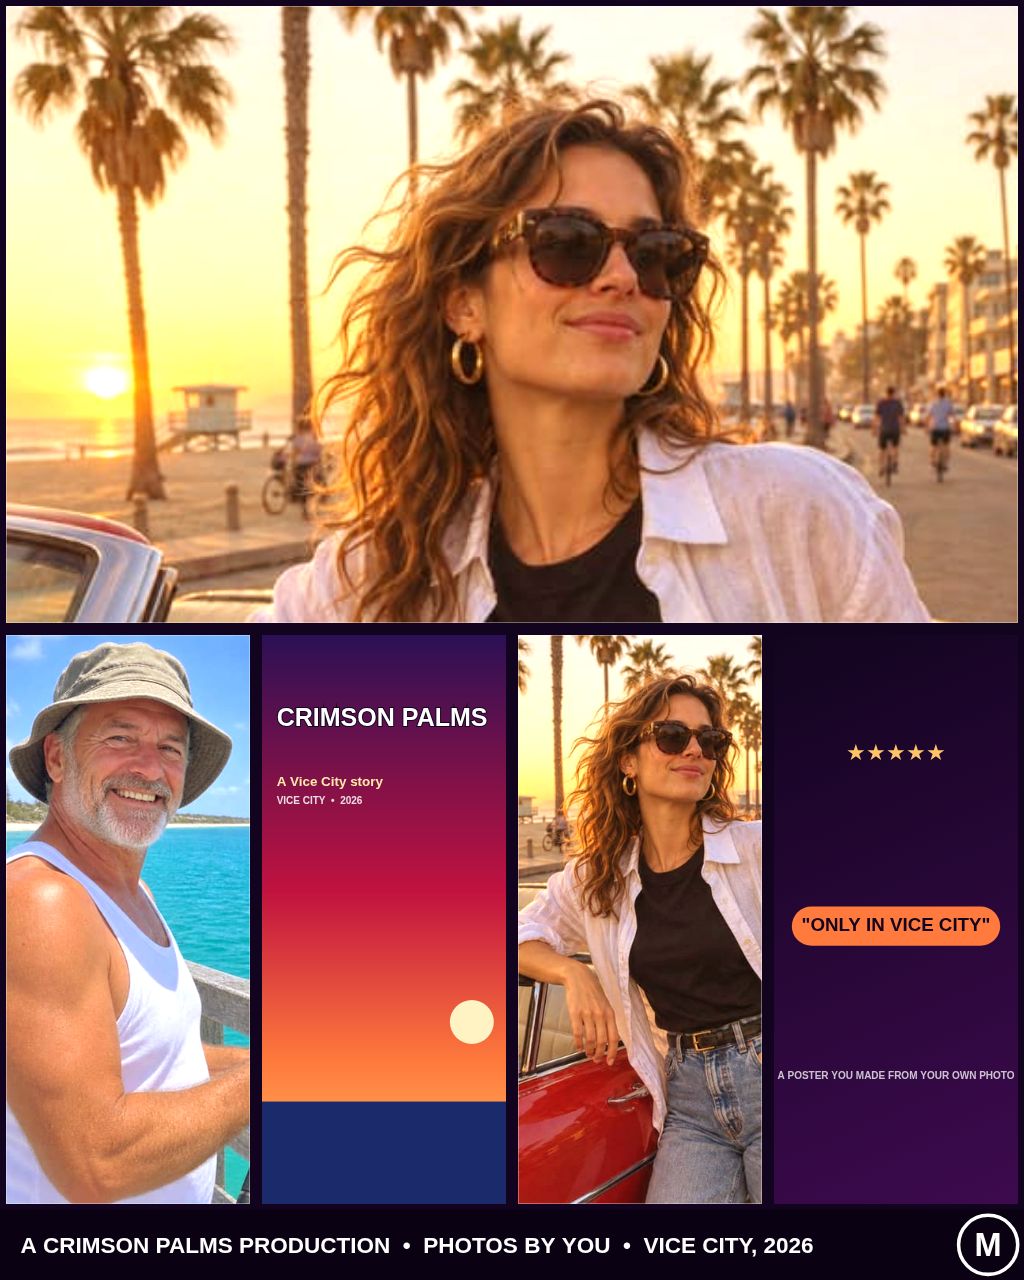 CRIMSON PALMS
A Vice City story
VICE CITY • 2026
★★★★★
"ONLY IN VICE CITY"
A POSTER YOU MADE FROM YOUR OWN PHOTO
A CRIMSON PALMS PRODUCTION • PHOTOS BY YOU • VICE CITY, 2026
M